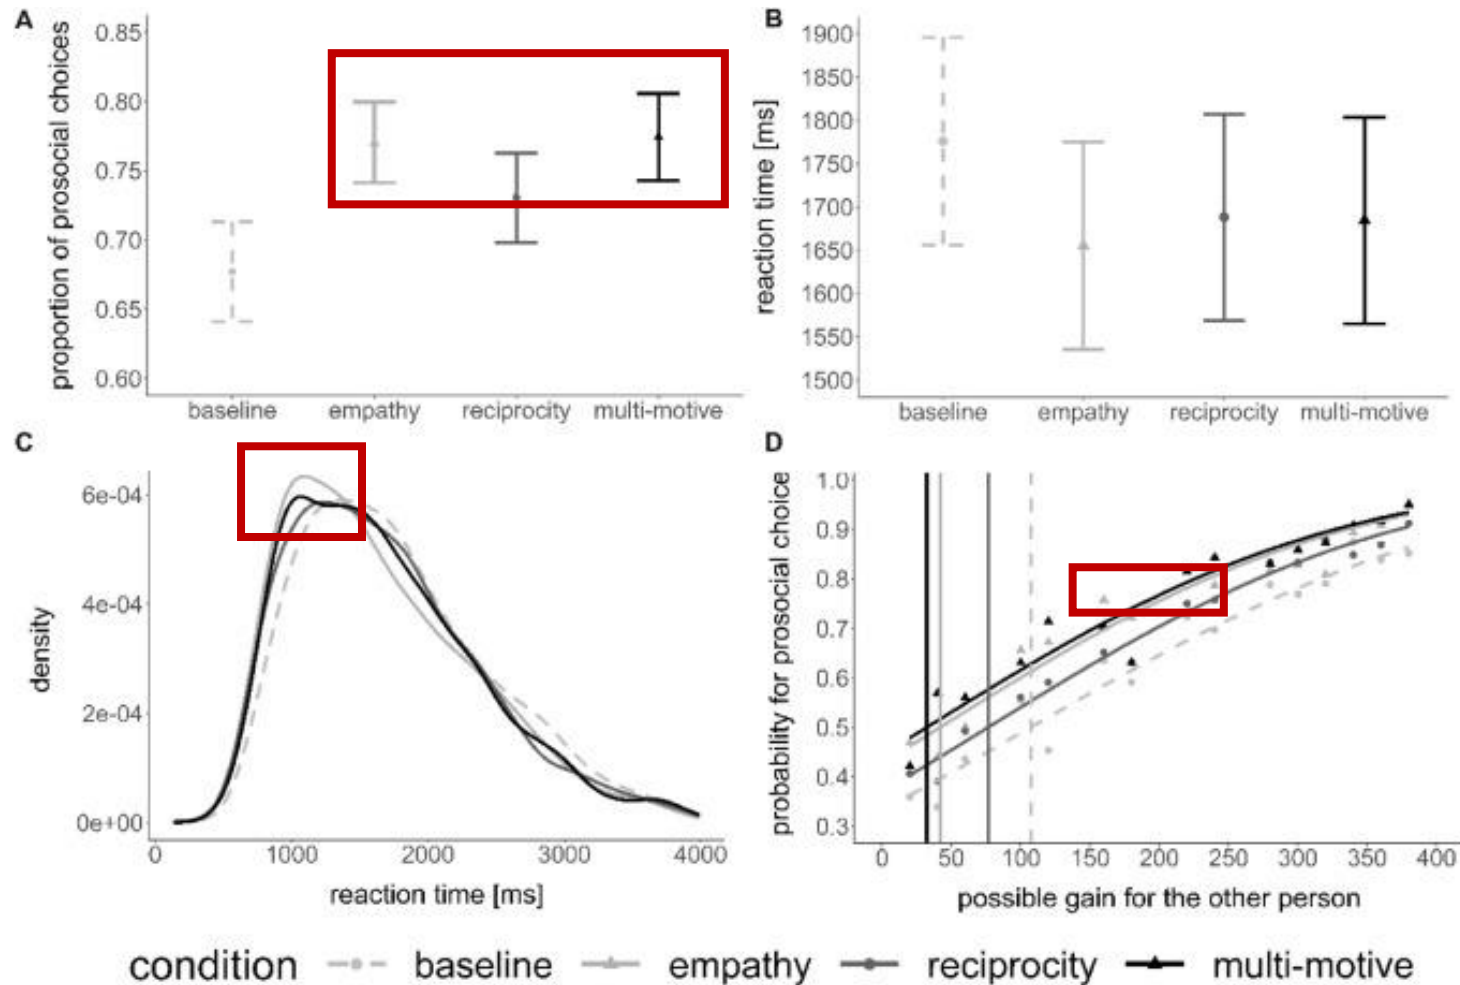 A
proportion of prosocial choices
0.85
0.80
0.75
0.70
0.65
0.60
baseline empathy reciprocity multi-motive
B
reaction time [ms]
1900
1850
1800
1750
1700
1650
1600
1550
1500
baseline empathy reciprocity multi-motive
C
density
6e-04
4e-04
2e-04
0e+00
0 1000 2000 3000 4000
reaction time [ms]
D
probability for prosocial choice
1.0
0.9
0.8
0.7
0.6
0.5
0.4
0.3
0 50 100 150 200 250 300 350 400
possible gain for the other person
condition baseline empathy reciprocity multi-motive